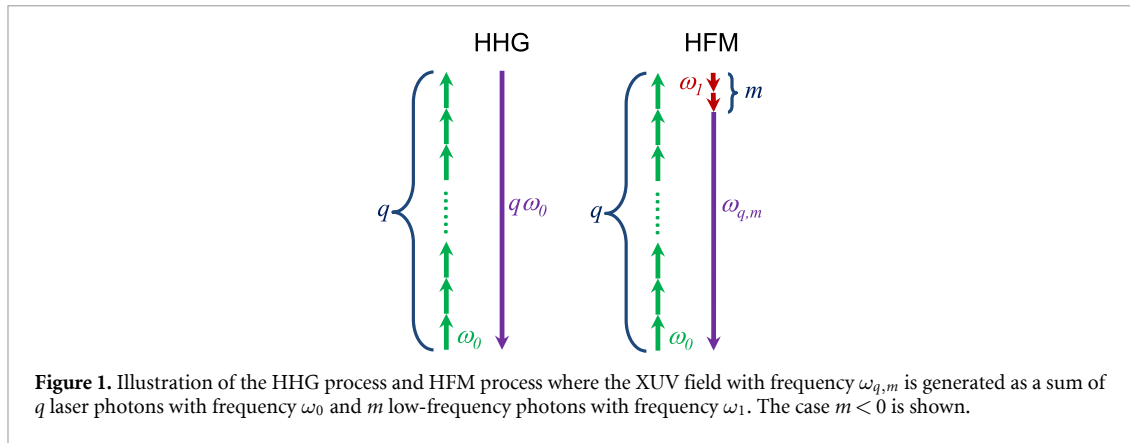 HHG HFM
ω₁ m
q qω₀ q ω_{q,m}
ω₀ ω₀
Figure 1. Illustration of the HHG process and HFM process where the XUV field with frequency ω_{q,m} is generated as a sum of
q laser photons with frequency ω₀ and m low-frequency photons with frequency ω₁. The case m < 0 is shown.